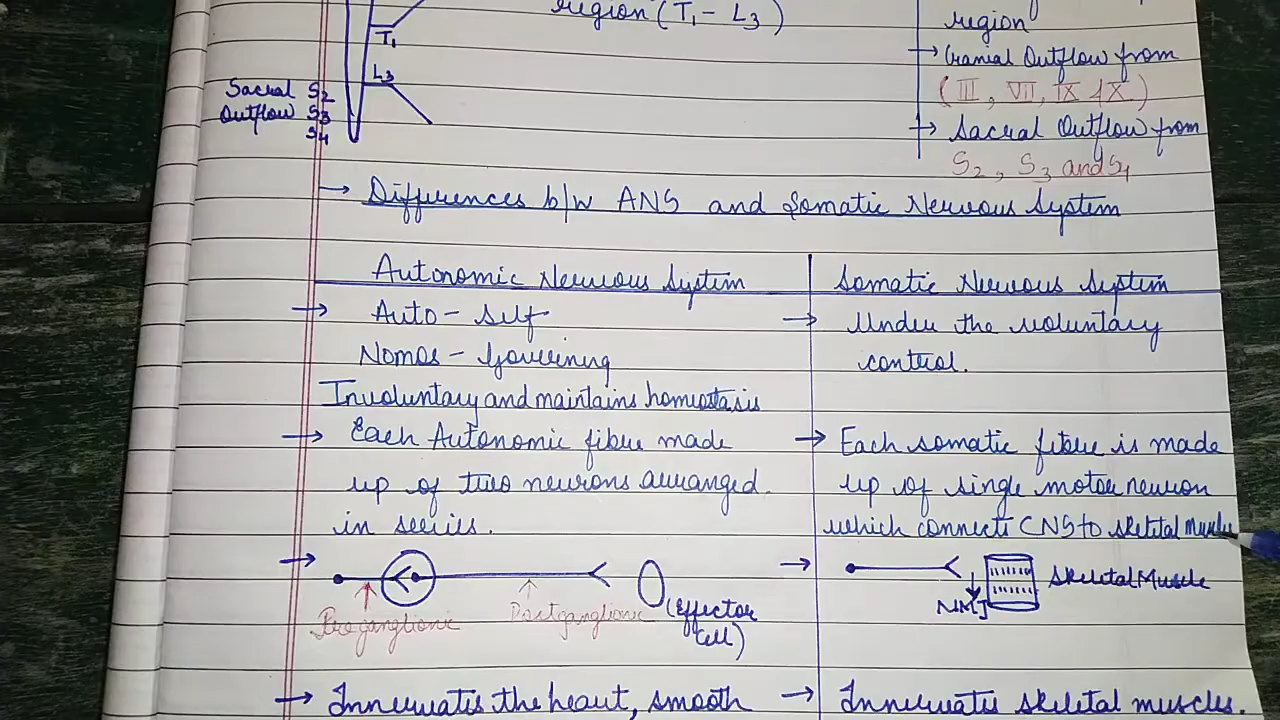 region (T1 - L3)
region
→ Cranial Outflow from
(III, VII, IX & X)
→ Sacral Outflow from
S2, S3 and S4
T1
L3
Sacral S2
Outflow S3
S4
→ Differences b/w ANS and Somatic Nervous System
Autonomic Nervous System
→ Auto - self
Nomos - Governing
Involuntary and maintains homeostasis
→ Each Autonomic fibre made
up of two neurons arranged
in series.
→
Preganglionic
Postganglionic
(Effector
cell)
→ Innervates the heart, smooth
Somatic Nervous System
→ Under the voluntary
control.
→ Each somatic fibre is made
up of single motor neuron
which connects CNS to skeletal muscle
→
NMJ
Skeletal Muscle
→ Innervates skeletal muscles.